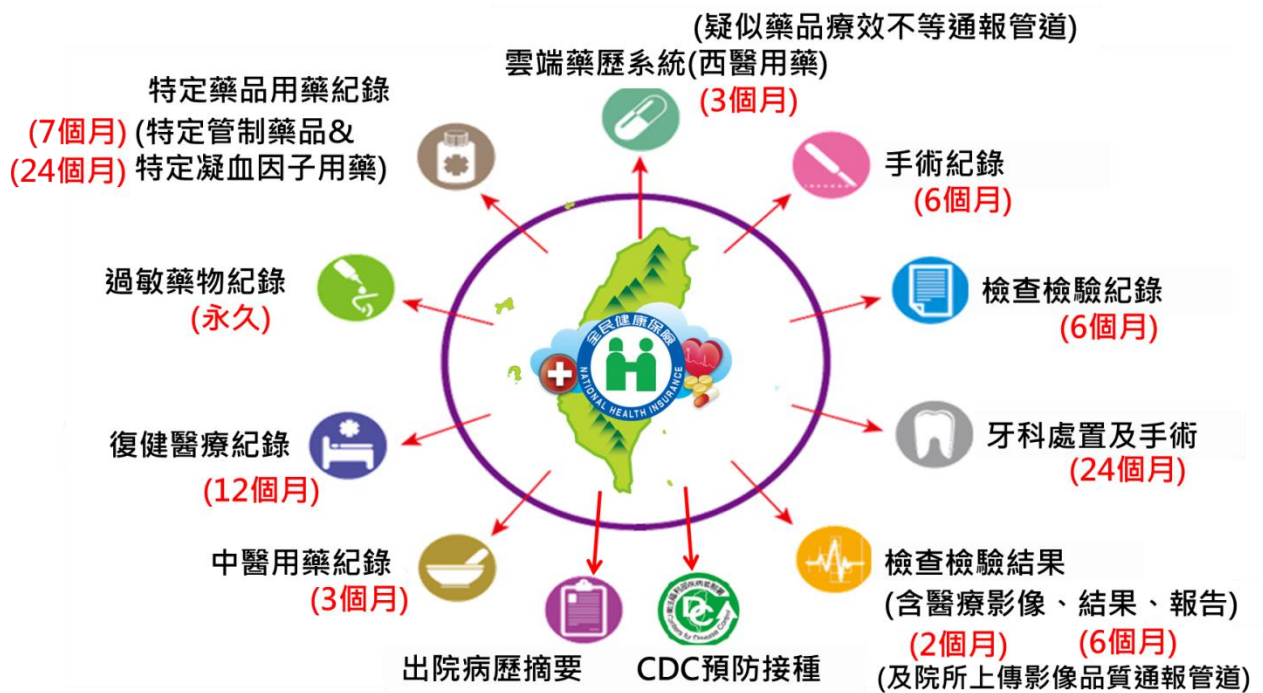 (疑似藥品療效不等通報管道)
雲端藥歷系統(西醫用藥)
(3個月)
特定藥品用藥紀錄
(7個月) (特定管制藥品&
(24個月) 特定凝血因子用藥)
手術紀錄
(6個月)
過敏藥物紀錄
(永久)
檢查檢驗紀錄
(6個月)
全民健康保險
NATIONAL HEALTH INSURANCE
復健醫療紀錄
(12個月)
牙科處置及手術
(24個月)
中醫用藥紀錄
(3個月)
檢查檢驗結果
(含醫療影像、結果、報告)
(2個月) (6個月)
(及院所上傳影像品質通報管道)
出院病歷摘要
CDC預防接種